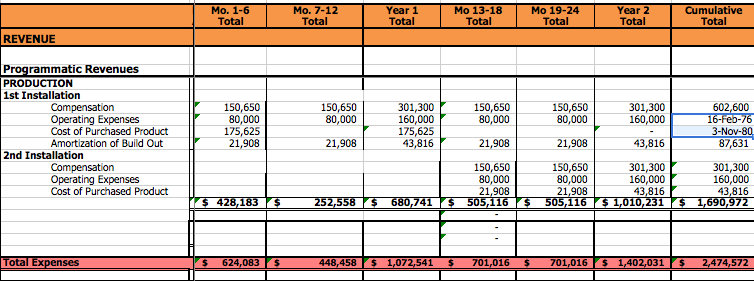 Mo. 1-6 Mo. 7-12 Year 1 Mo 13-18 Mo 19-24 Year 2 Cumulative
Total Total Total Total Total Total Total
REVENUE
Programmatic Revenues
PRODUCTION
1st Installation
Compensation 150,650 150,650 301,300 150,650 150,650 301,300 602,600
Operating Expenses 80,000 80,000 160,000 80,000 80,000 160,000 16-Feb-76
Cost of Purchased Product 175,625 175,625 - 3-Nov-80
Amortization of Build Out 21,908 21,908 43,816 21,908 21,908 43,816 87,631
2nd Installation
Compensation 150,650 150,650 301,300 301,300
Operating Expenses 80,000 80,000 160,000 160,000
Cost of Purchased Product 21,908 21,908 43,816 43,816
$ 428,183 $ 252,558 $ 680,741 $ 505,116 $ 505,116 $ 1,010,231 $ 1,690,972
-
-
-
Total Expenses $ 624,083 $ 448,458 $ 1,072,541 $ 701,016 $ 701,016 $ 1,402,031 $ 2,474,572